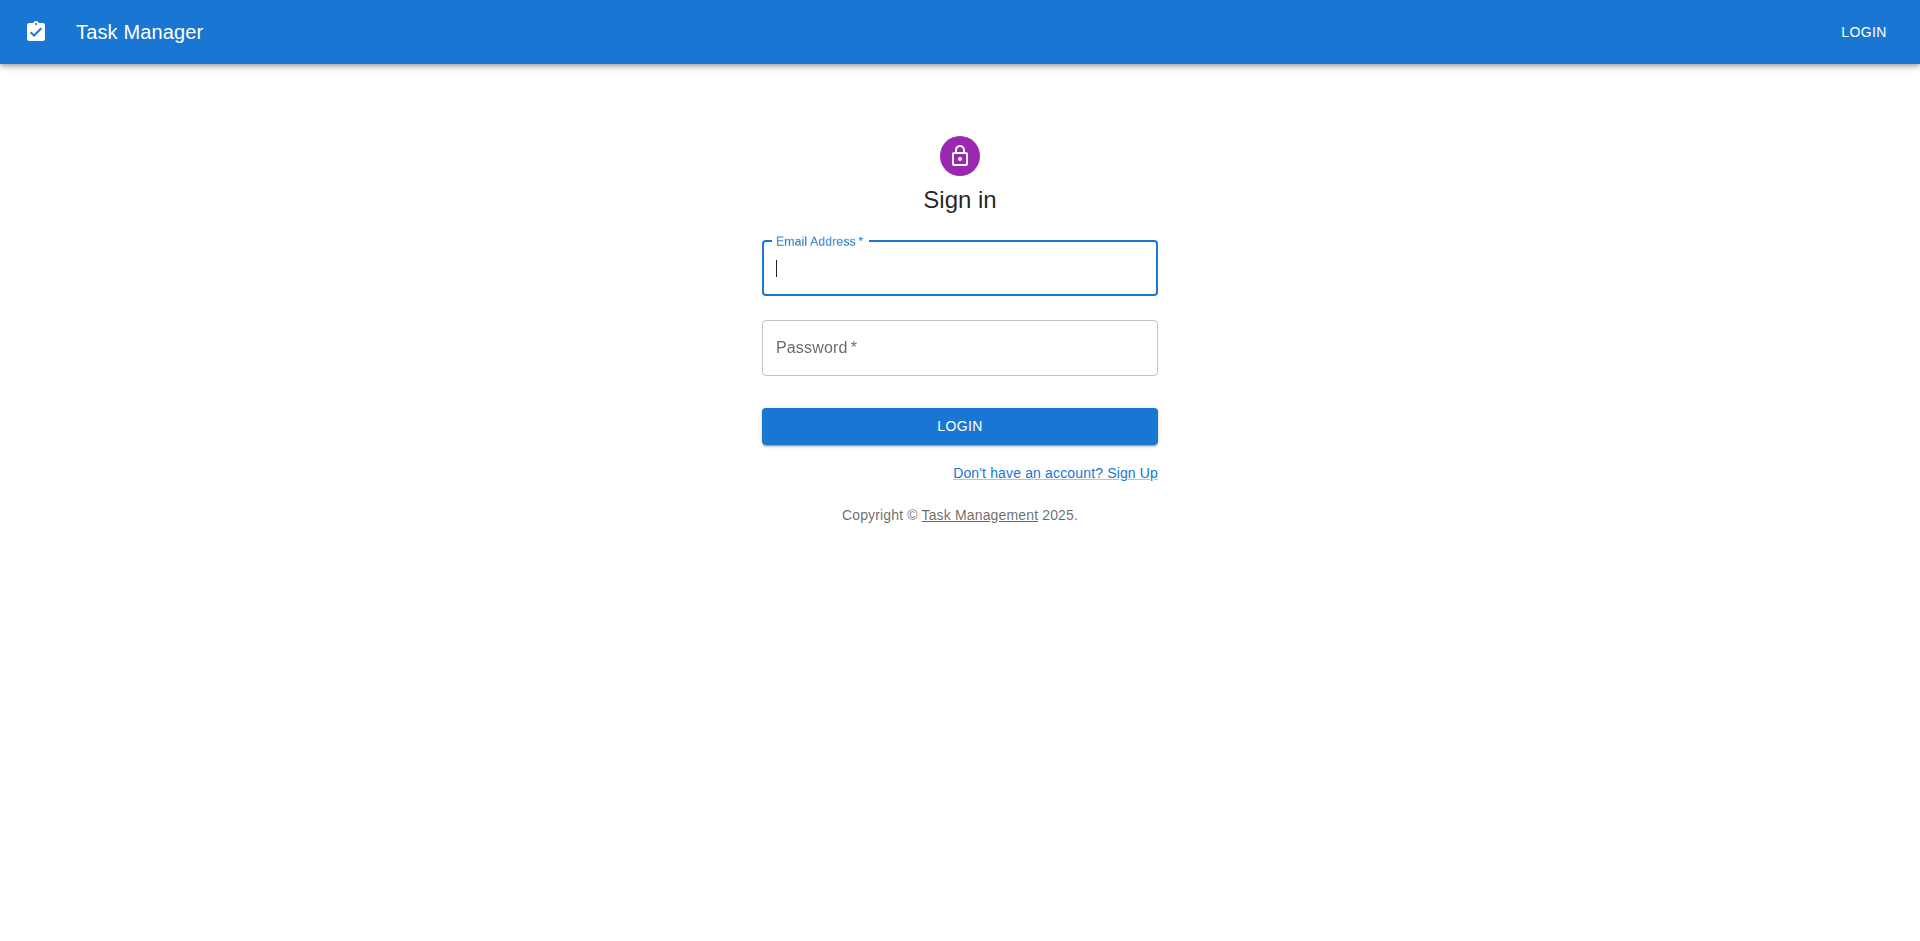 Task Manager
LOGIN
Sign in
Email Address *
Password *
LOGIN
Don't have an account? Sign Up
Copyright © Task Management 2025.